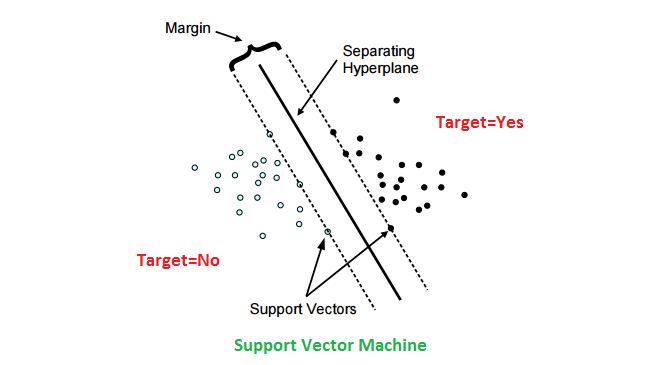 Margin
Separating
Hyperplane
Target=Yes
Target=No
Support Vectors
Support Vector Machine